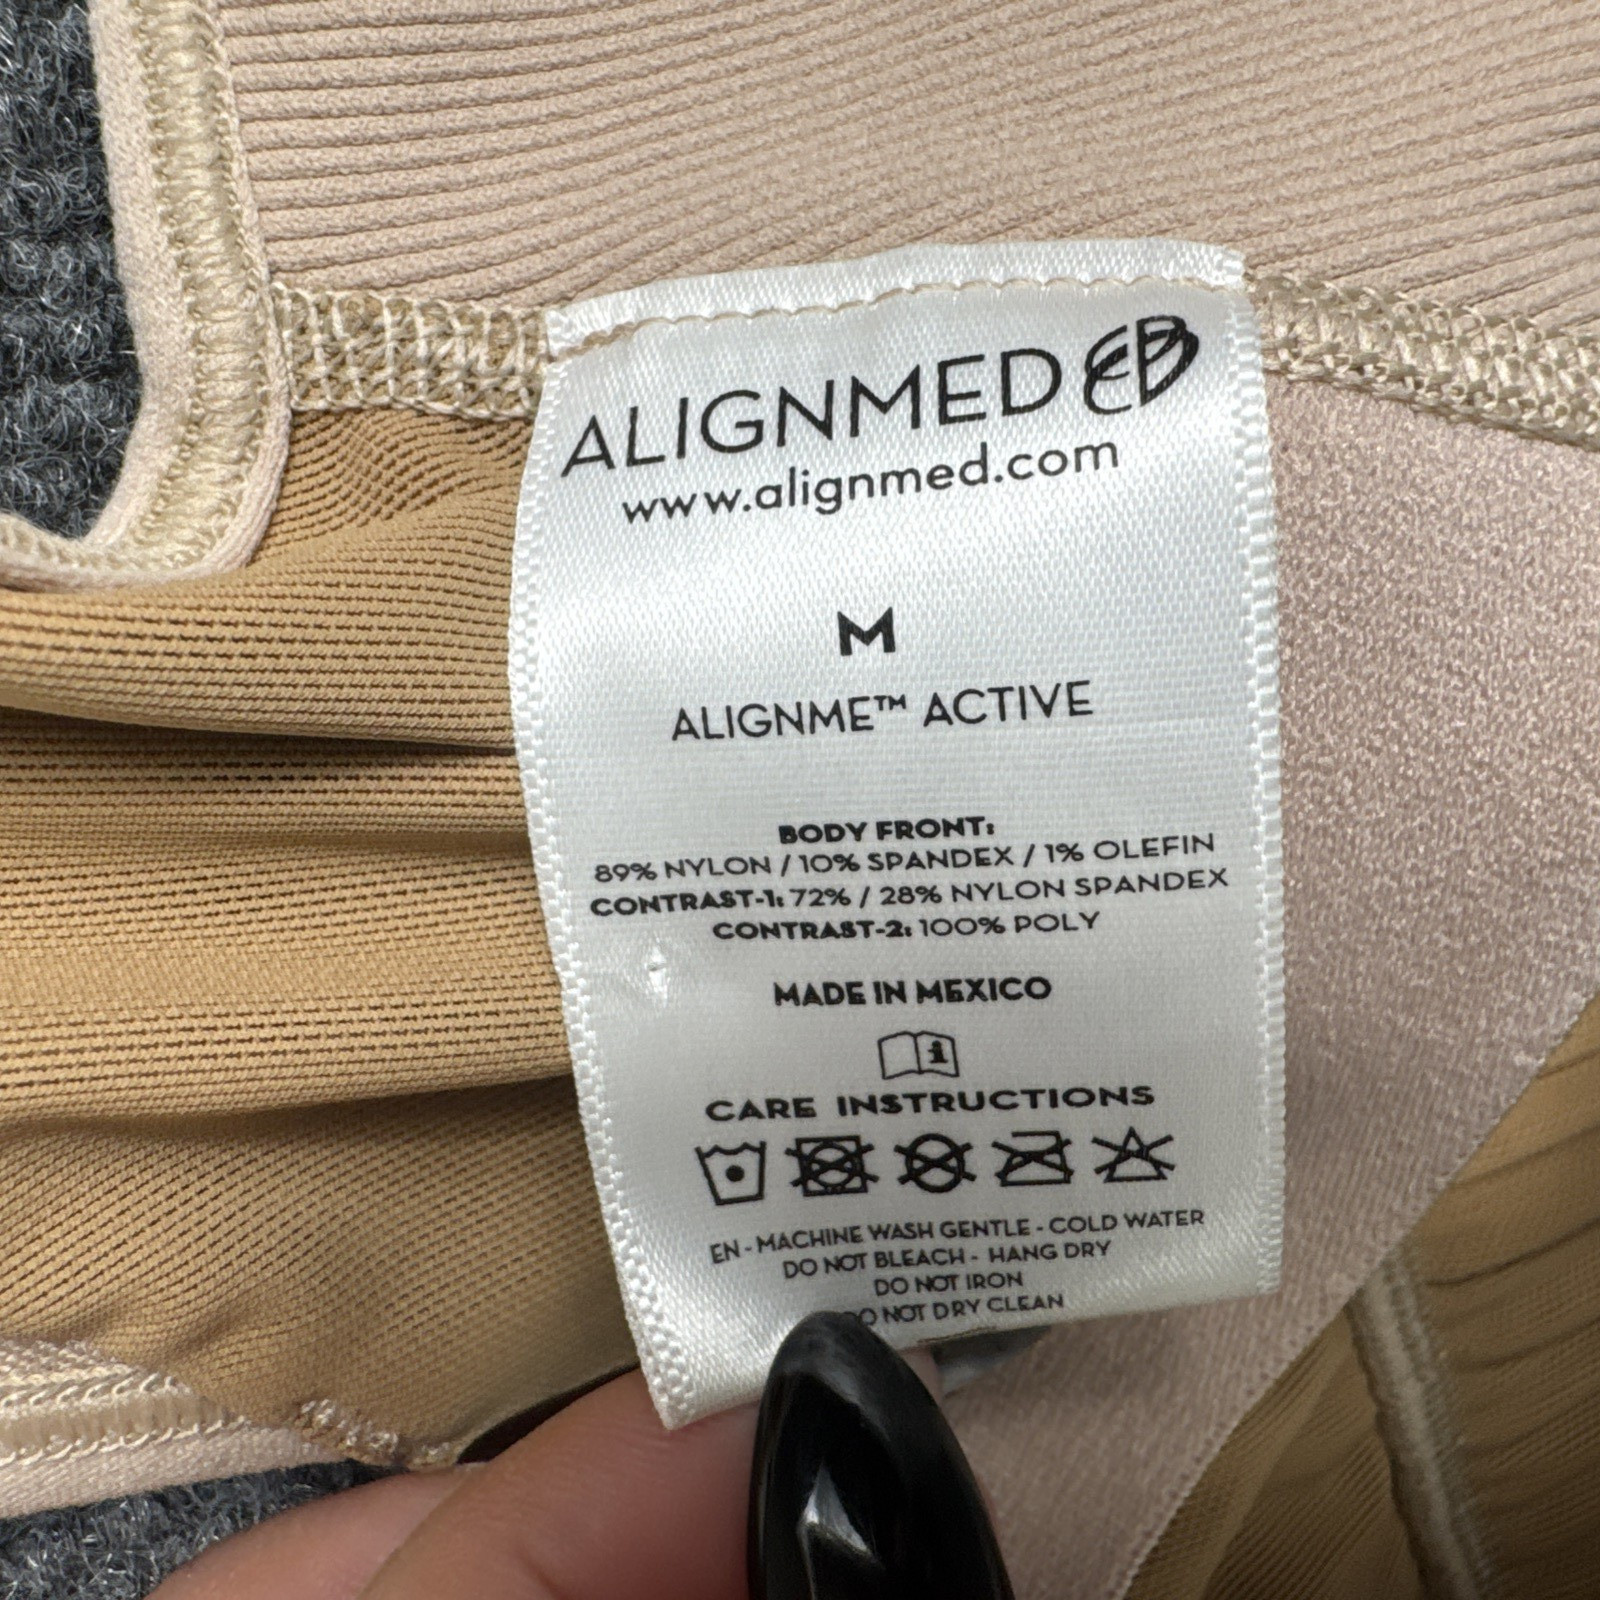 ALIGNMED EB
www.alignmed.com
M
ALIGNME™ ACTIVE
BODY FRONT:
89% NYLON / 10% SPANDEX / 1% OLEFIN
CONTRAST-1: 72% / 28% NYLON SPANDEX
CONTRAST-2: 100% POLY
MADE IN MEXICO
i
CARE INSTRUCTIONS
EN - MACHINE WASH GENTLE - COLD WATER
DO NOT BLEACH - HANG DRY
DO NOT IRON
DO NOT DRY CLEAN